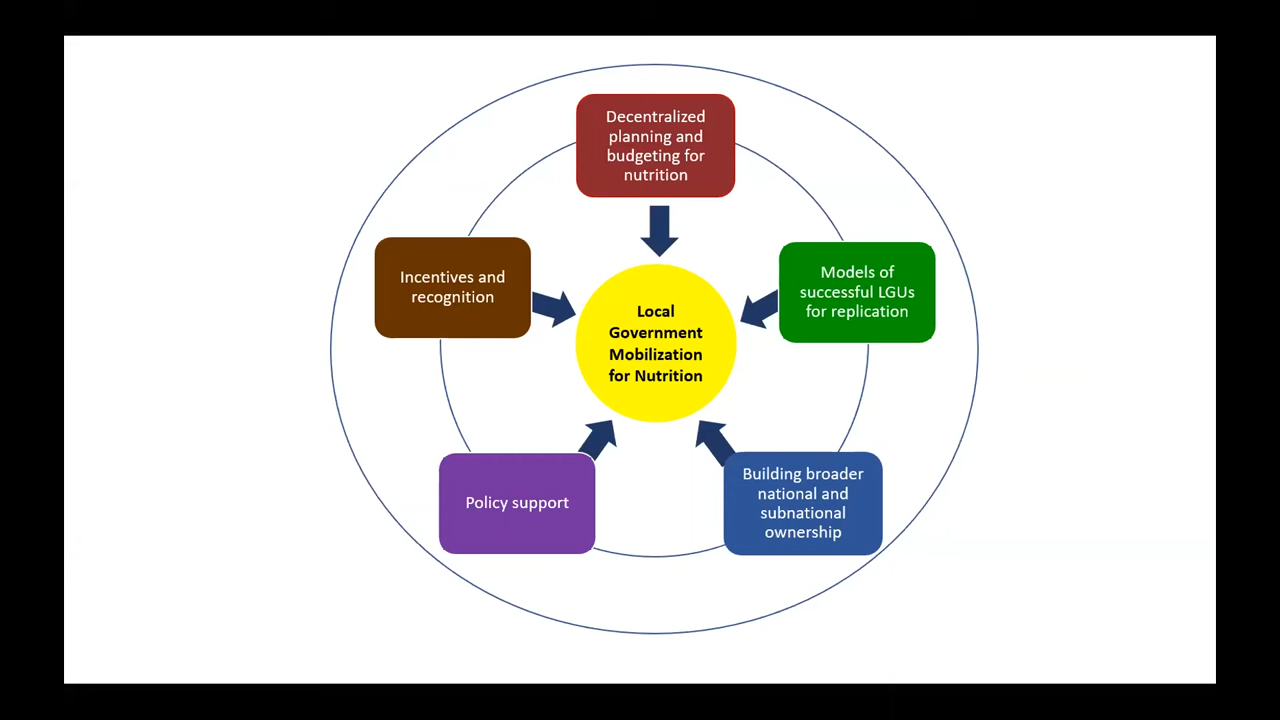 Decentralized
planning and
budgeting for
nutrition
Incentives and
recognition
Models of
successful LGUs
for replication
Local
Government
Mobilization
for Nutrition
Policy support
Building broader
national and
subnational
ownership